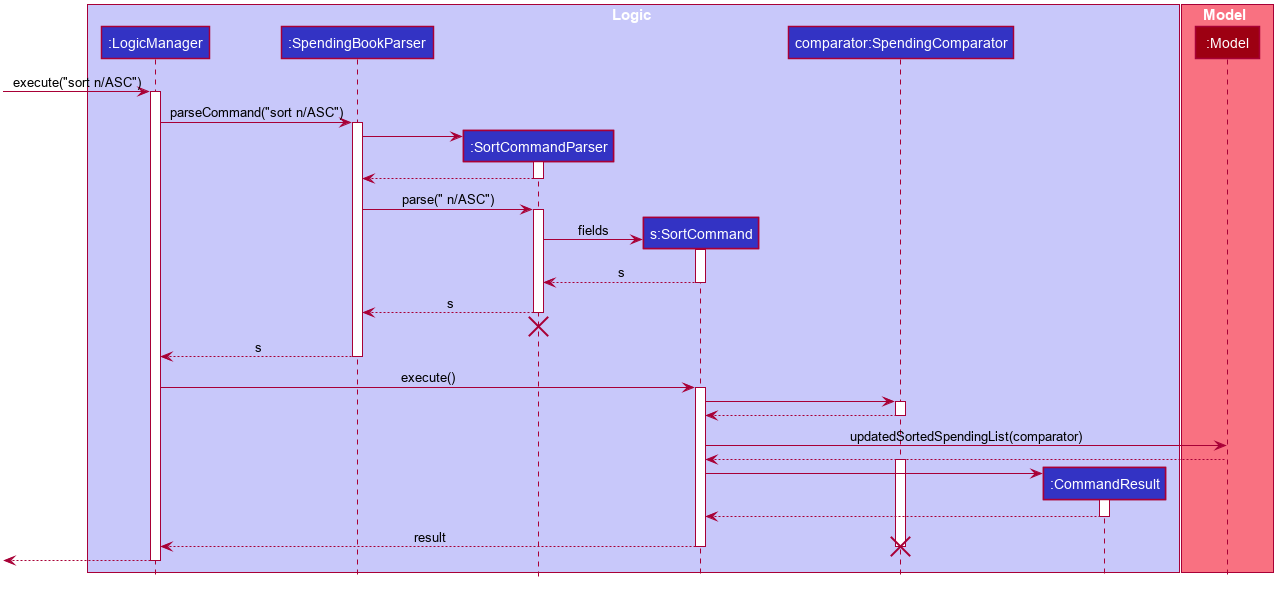 Logic
Model
:LogicManager
:SpendingBookParser
comparator:SpendingComparator
:Model
execute("sort n/ASC")
parseCommand("sort n/ASC")
:SortCommandParser
parse(" n/ASC")
fields
s:SortCommand
s
s
s
execute()
updatedSortedSpendingList(comparator)
:CommandResult
result